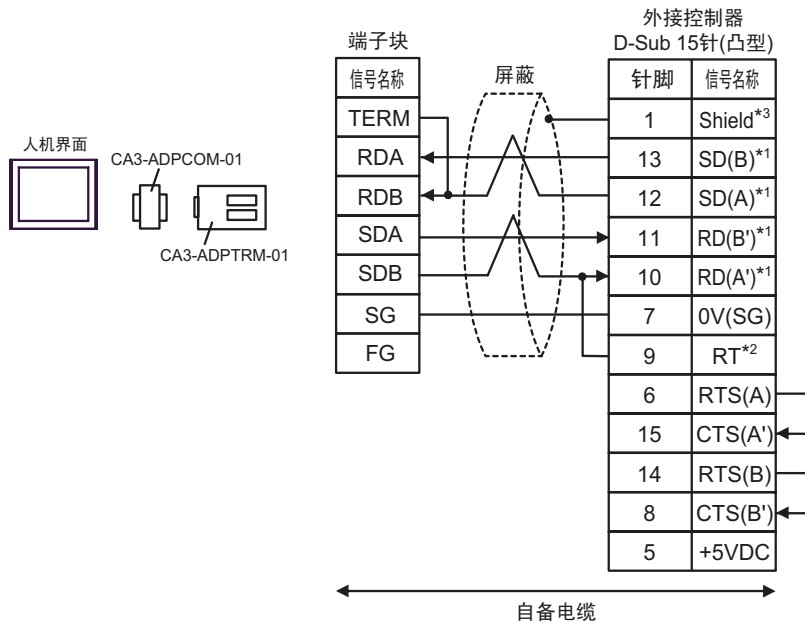 人机界面
CA3-ADPCOM-01
CA3-ADPTRM-01
端子块
信号名称
TERM
RDA
RDB
SDA
SDB
SG
FG
屏蔽
外接控制器
D-Sub 15针(凸型)
针脚 信号名称
1 Shield*3
13 SD(B)*1
12 SD(A)*1
11 RD(B')*1
10 RD(A')*1
7 0V(SG)
9 RT*2
6 RTS(A)
15 CTS(A')
14 RTS(B)
8 CTS(B')
5 +5VDC
自备电缆